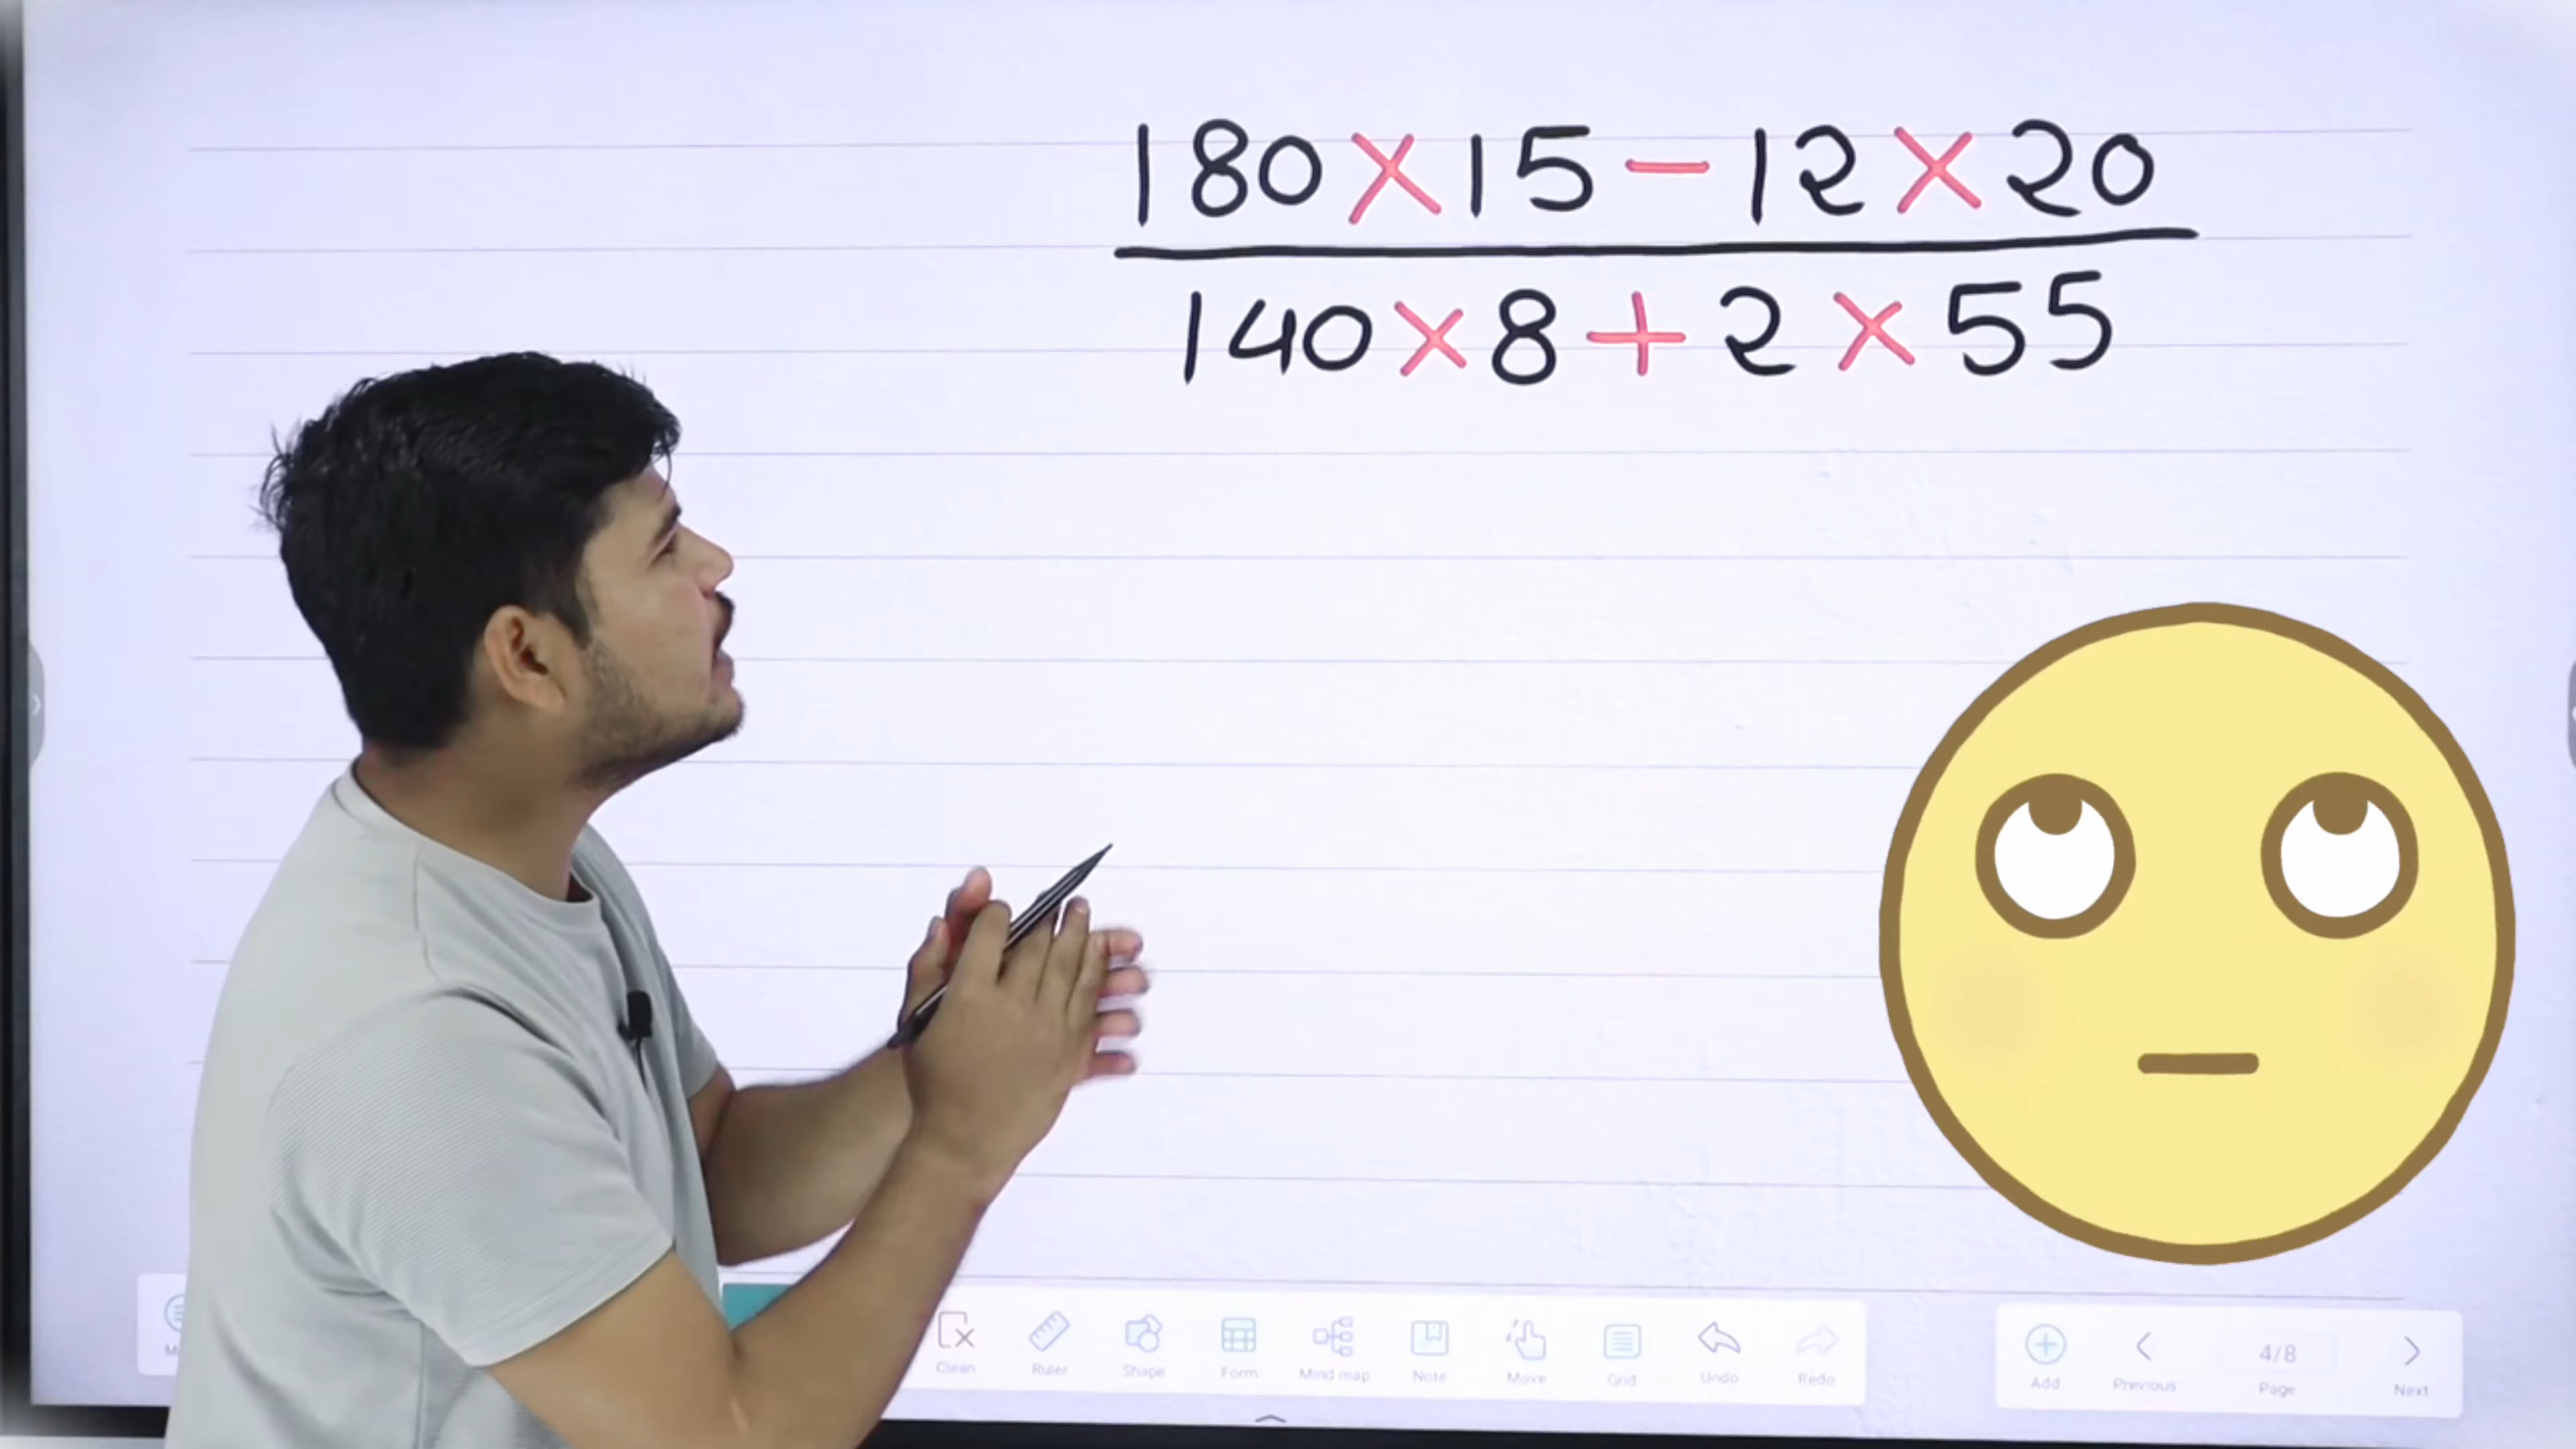 180×15-12×20
140×8+2×55
Clean
Ruler
Shape
Form
Mind map
Note
Move
Grid
Undo
Redo
Add
Previous
4/8
Page
Next